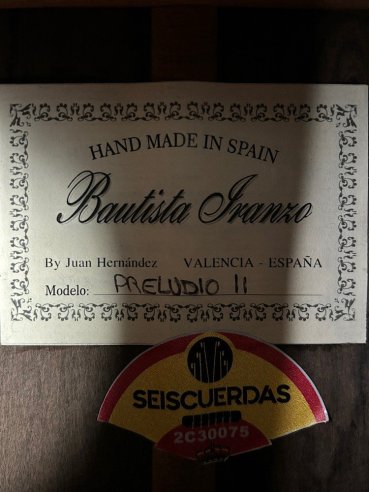 HAND MADE IN SPAIN
Bautista Iranzo
By Juan Hernández VALENCIA - ESPAÑA
Modelo: PRELUDIO II
SEISCUERDAS
2C30075